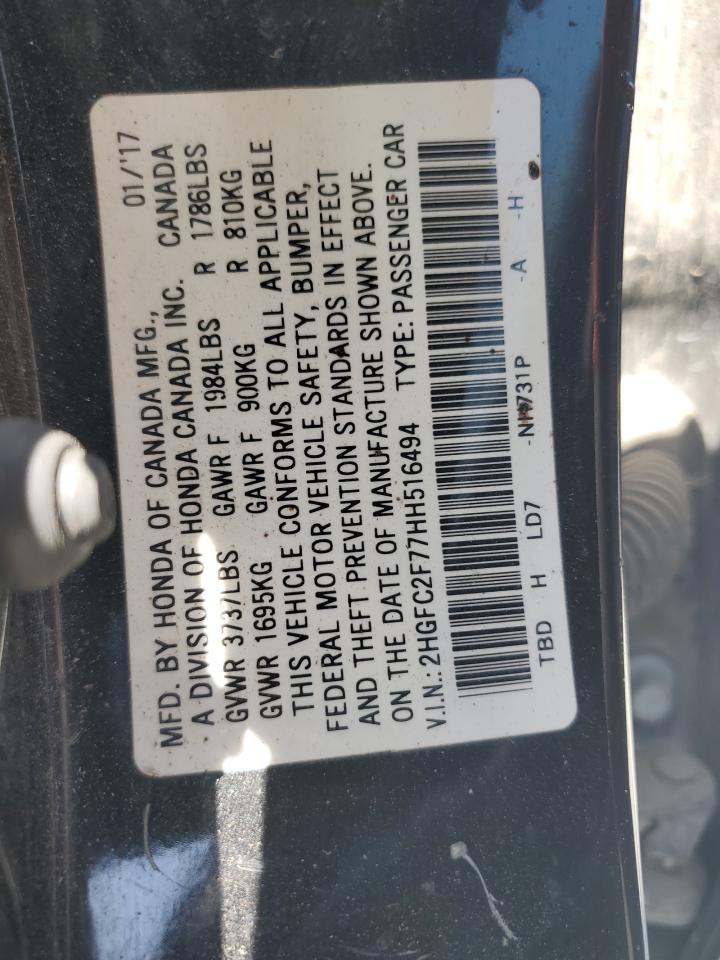 MFD. BY HONDA OF CANADA MFG., 01/'17
A DIVISION OF HONDA CANADA INC. CANADA
GVWR 3737LBS GAWR F 1984LBS R 1786LBS
GVWR 1695KG GAWR F 900KG R 810KG
THIS VEHICLE CONFORMS TO ALL APPLICABLE
FEDERAL MOTOR VEHICLE SAFETY, BUMPER,
AND THEFT PREVENTION STANDARDS IN EFFECT
ON THE DATE OF MANUFACTURE SHOWN ABOVE.
V.I.N.: 2HGFC2F77HH516494 TYPE: PASSENGER CAR
TBD H LD7 -NH731P -A -H